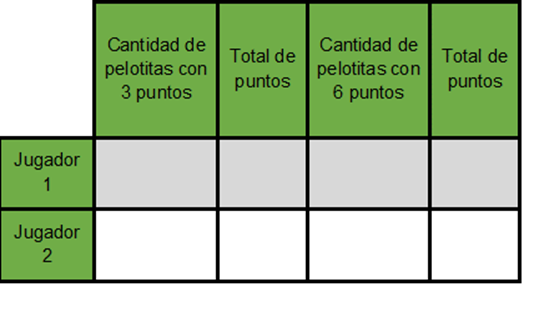 Cantidad de
pelotitas con
3 puntos
Total de
puntos
Cantidad de
pelotitas con
6 puntos
Total de
puntos
Jugador
1
Jugador
2